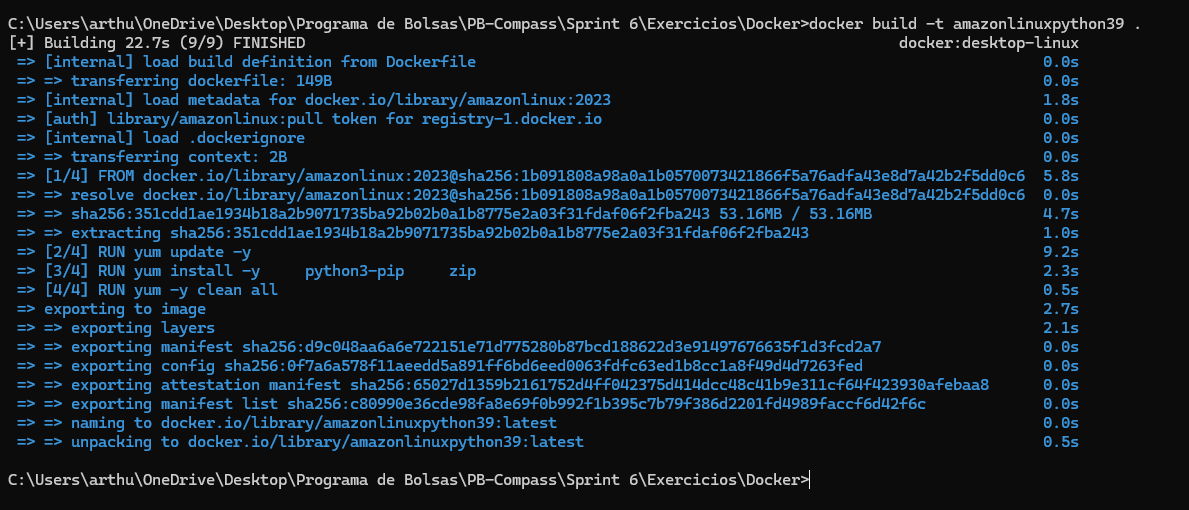 C:\Users\arthu\OneDrive\Desktop\Programa de Bolsas\PB-Compass\Sprint 6\Exercicios\Docker>docker build -t amazonlinuxpython39 .
[+] Building 22.7s (9/9) FINISHED docker:desktop-linux
=> [internal] load build definition from Dockerfile 0.0s
=> => transferring dockerfile: 149B 0.0s
=> [internal] load metadata for docker.io/library/amazonlinux:2023 1.8s
=> [auth] library/amazonlinux:pull token for registry-1.docker.io 0.0s
=> [internal] load .dockerignore 0.0s
=> => transferring context: 2B 0.0s
=> [1/4] FROM docker.io/library/amazonlinux:2023@sha256:1b091808a98a0a1b0570073421866f5a76adfa43e8d7a42b2f5dd0c6 5.8s
=> => resolve docker.io/library/amazonlinux:2023@sha256:1b091808a98a0a1b0570073421866f5a76adfa43e8d7a42b2f5dd0c6 0.0s
=> => sha256:351cdd1ae1934b18a2b9071735ba92b02b0a1b8775e2a03f31fdaf06f2fba243 53.16MB / 53.16MB 4.7s
=> => extracting sha256:351cdd1ae1934b18a2b9071735ba92b02b0a1b8775e2a03f31fdaf06f2fba243 1.0s
=> [2/4] RUN yum update -y 9.2s
=> [3/4] RUN yum install -y     python3-pip     zip 2.3s
=> [4/4] RUN yum -y clean all 0.5s
=> exporting to image 2.7s
=> => exporting layers 2.1s
=> => exporting manifest sha256:d9c048aa6a6e722151e71d775280b87bcd188622d3e91497676635f1d3fcd2a7 0.0s
=> => exporting config sha256:0f7a6a578f11aeedd5a891ff6bd6eed0063fdfc63ed1b8cc1a8f49d4d7263fed 0.0s
=> => exporting attestation manifest sha256:65027d1359b2161752d4ff042375d414dcc48c41b9e311cf64f423930afebaa8 0.0s
=> => exporting manifest list sha256:c80990e36cde98fa8e69f0b992f1b395c7b79f386d2201fd4989faccf6d42f6c 0.0s
=> => naming to docker.io/library/amazonlinuxpython39:latest 0.0s
=> => unpacking to docker.io/library/amazonlinuxpython39:latest 0.5s
C:\Users\arthu\OneDrive\Desktop\Programa de Bolsas\PB-Compass\Sprint 6\Exercicios\Docker>